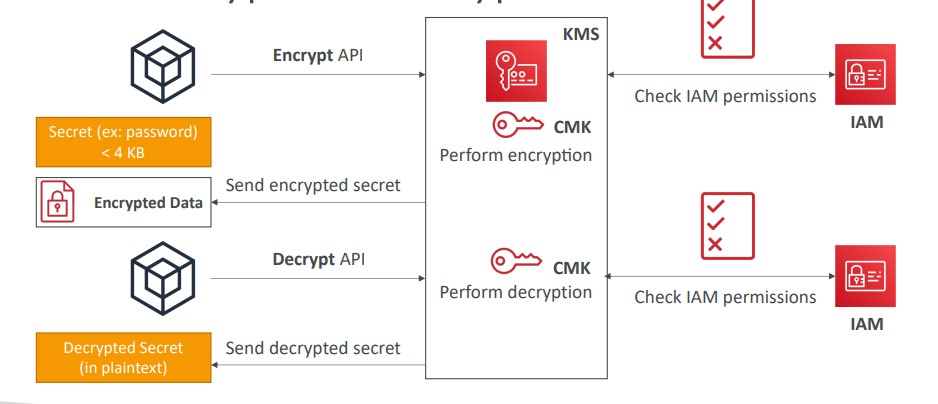 Encrypt API
KMS
Check IAM permissions
IAM
Secret (ex: password)
< 4 KB
CMK
Perform encryption
Send encrypted secret
Encrypted Data
Decrypt API
CMK
Perform decryption
Check IAM permissions
IAM
Decrypted Secret
(in plaintext)
Send decrypted secret